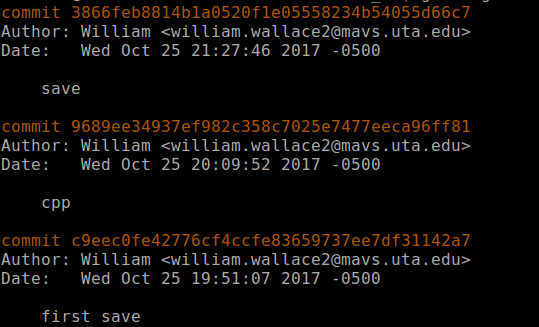 commit 3866feb8814b1a0520f1e05558234b54055d66c7
Author: William <william.wallace2@mavs.uta.edu>
Date:   Wed Oct 25 21:27:46 2017 -0500
save
commit 9689ee34937ef982c358c7025e7477eeca96ff81
Author: William <william.wallace2@mavs.uta.edu>
Date:   Wed Oct 25 20:09:52 2017 -0500
cpp
commit c9eec0fe42776cf4ccfe83659737ee7df31142a7
Author: William <william.wallace2@mavs.uta.edu>
Date:   Wed Oct 25 19:51:07 2017 -0500
first save